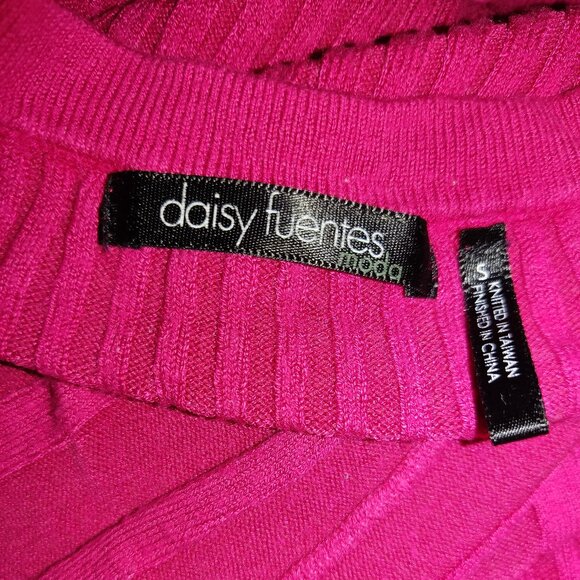 daisy fuentes
moda
S
KNITTED IN TAIWAN
FINISHED IN CHINA